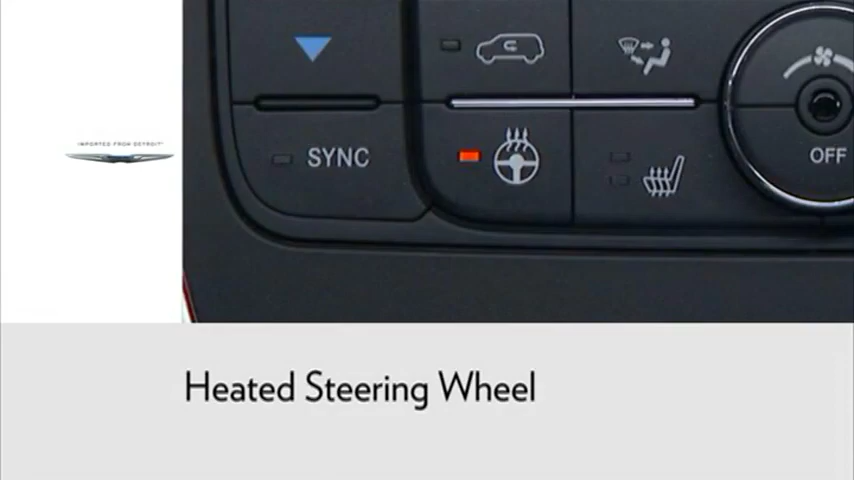 IMPORTED FROM DETROIT
SYNC
OFF
Heated Steering Wheel